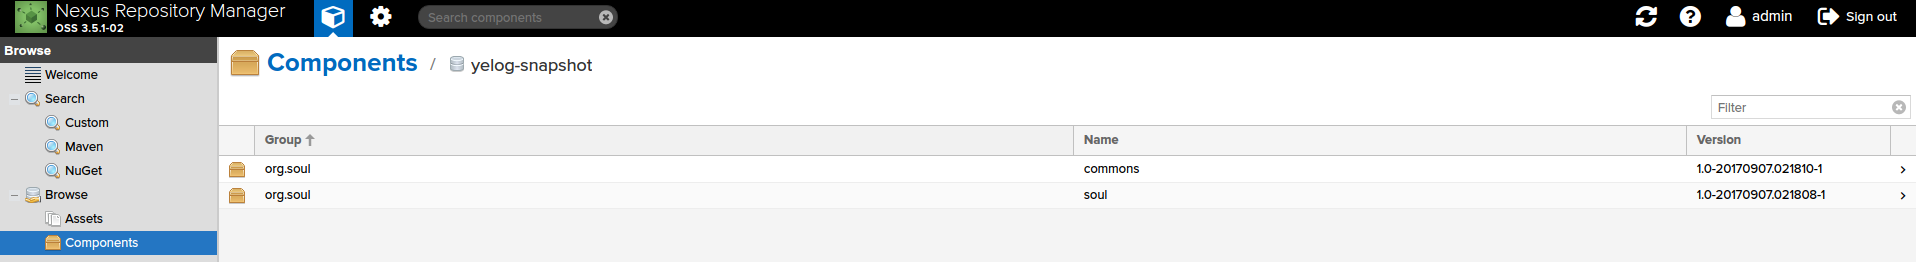 Nexus Repository Manager
OSS 3.5.1-02
Search components
admin
Sign out
Browse
Welcome
Search
Custom
Maven
NuGet
Browse
Assets
Components
Components / yelog-snapshot
Filter
Group Name Version
org.soul commons 1.0-20170907.021810-1
org.soul soul 1.0-20170907.021808-1